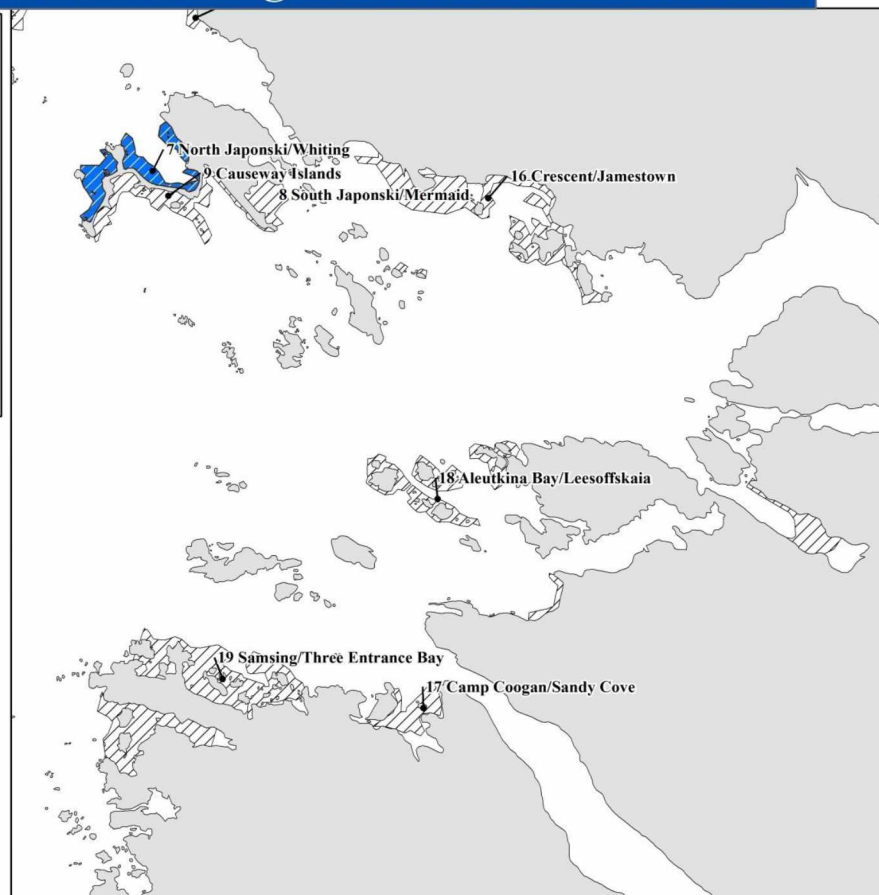 7 North Japonski/Whiting
9 Causeway Islands
16 Crescent/Jamestown
8 South Japonski/Mermaid
18 Aleutkina Bay/Leesoffskaia
19 Samsing/Three Entrance Bay
17 Camp Coogan/Sandy Cove